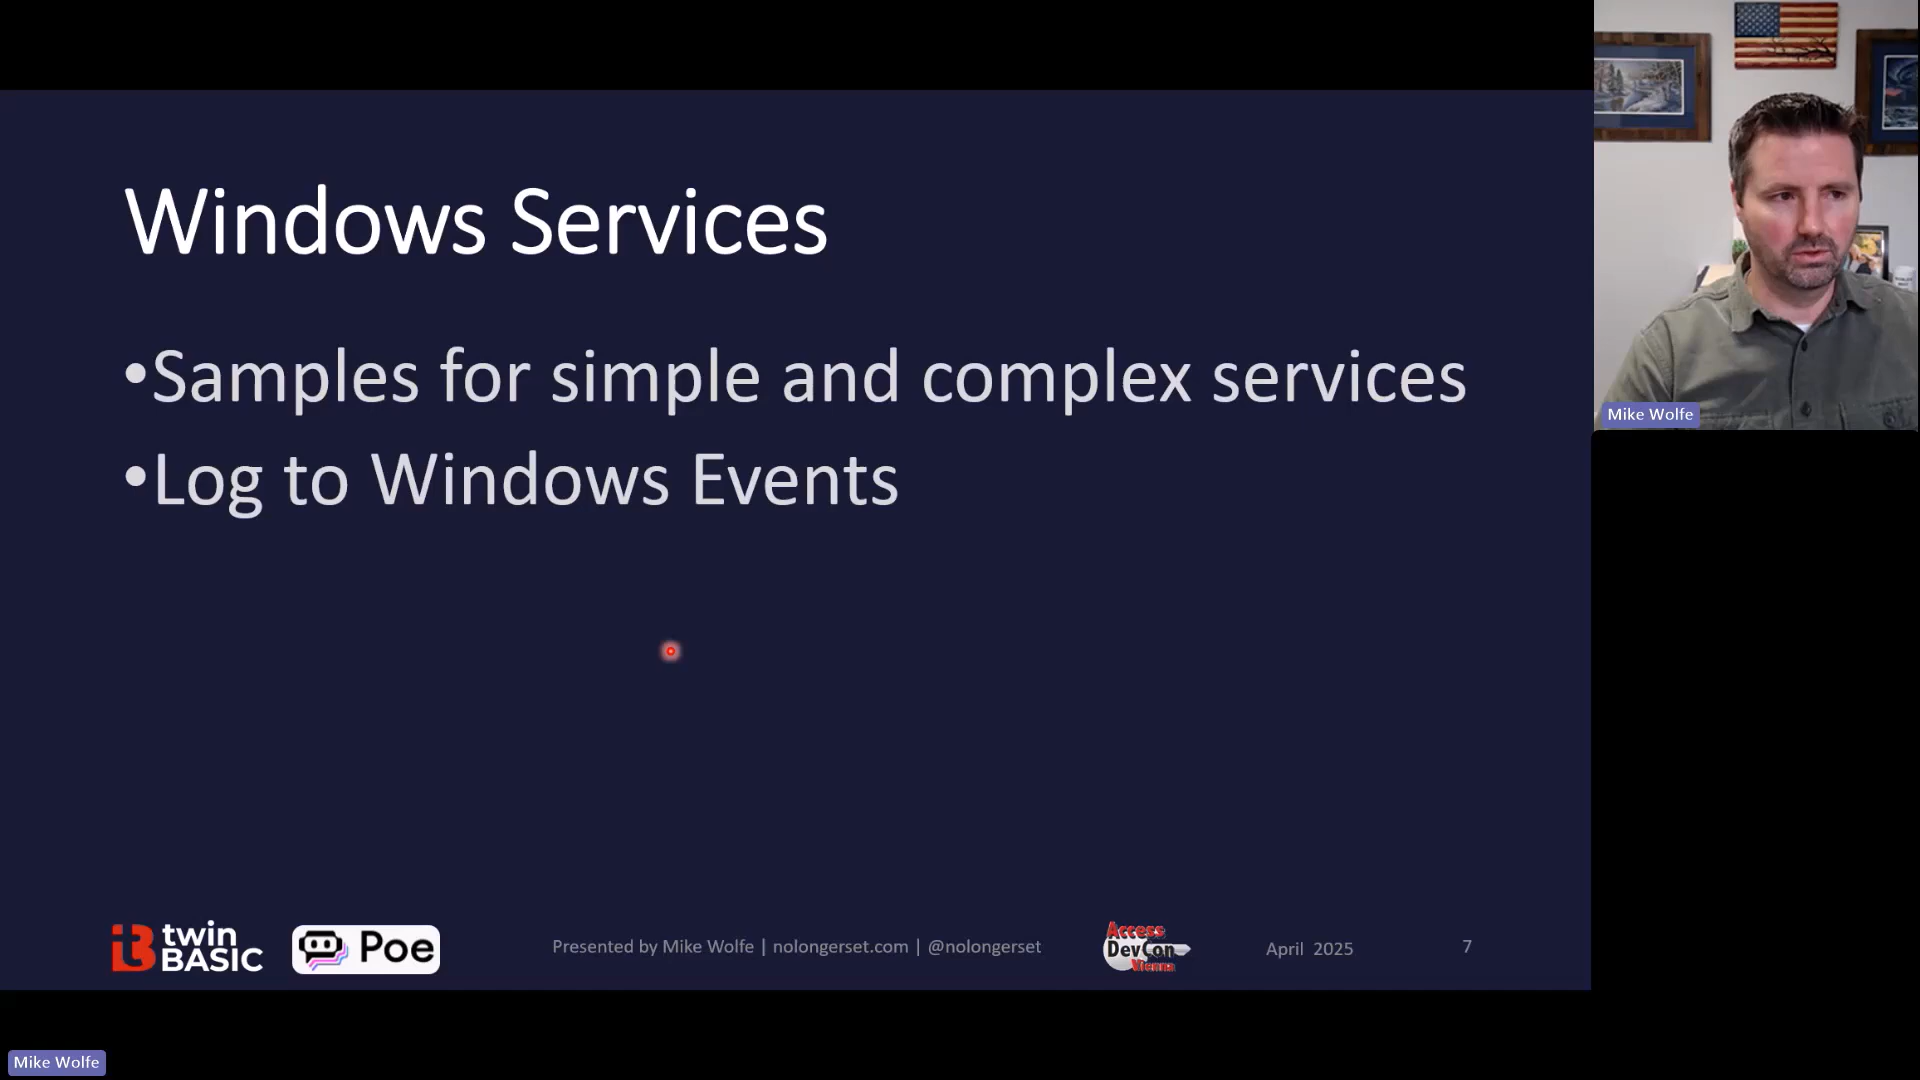 Windows Services
•Samples for simple and complex services
•Log to Windows Events
twin
BASIC
Poe
Presented by Mike Wolfe | nolongerset.com | @nolongerset
Access
DevCon
Vienna
April 2025
7
Mike Wolfe
Mike Wolfe